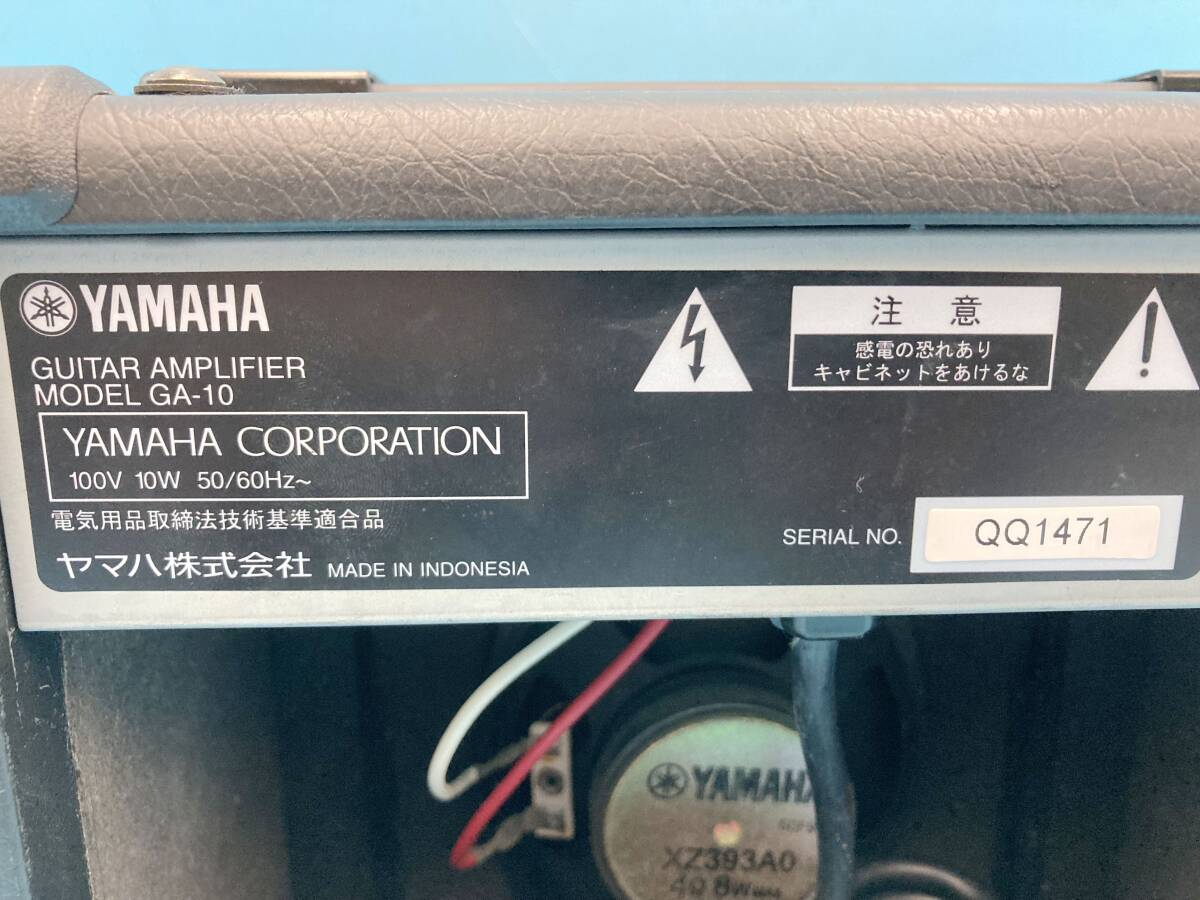 YAMAHA
GUITAR AMPLIFIER
MODEL GA-10
YAMAHA CORPORATION
100V 10W 50/60Hz~
電気用品取締法技術基準適合品
ヤマハ株式会社 MADE IN INDONESIA
注意
感電の恐れあり
キャビネットをあけるな
SERIAL NO. QQ1471
YAMAHA
XZ393A0
4Ω 8W